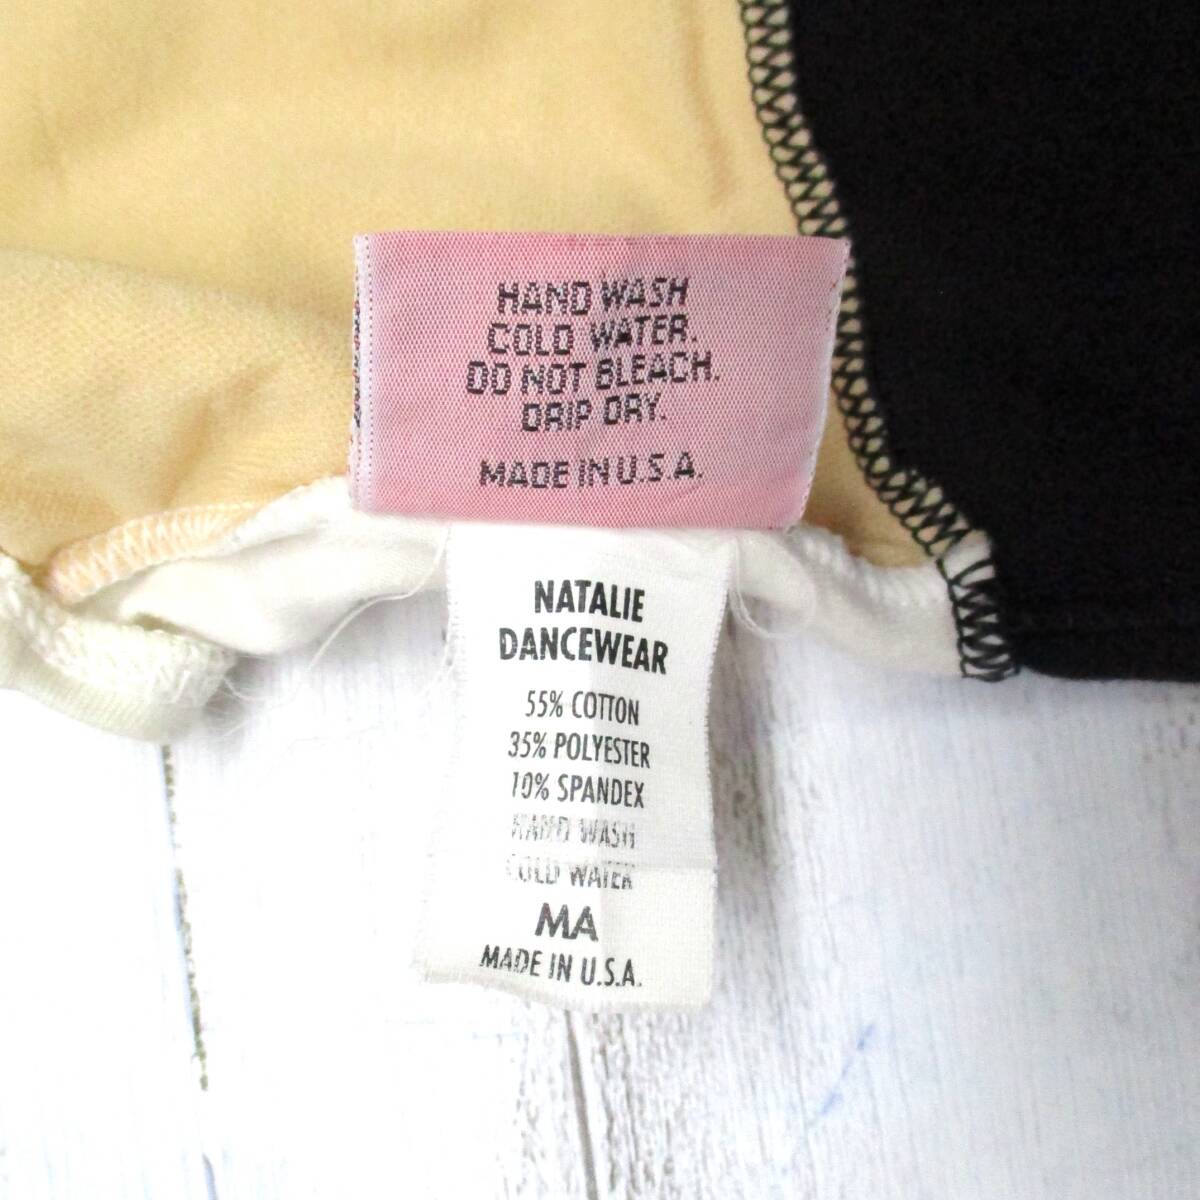 HAND WASH
COLD WATER.
DO NOT BLEACH.
DRIP DRY.
MADE IN U.S.A.
NATALIE
DANCEWEAR
55% COTTON
35% POLYESTER
10% SPANDEX
HAND WASH
COLD WATER
MA
MADE IN U.S.A.